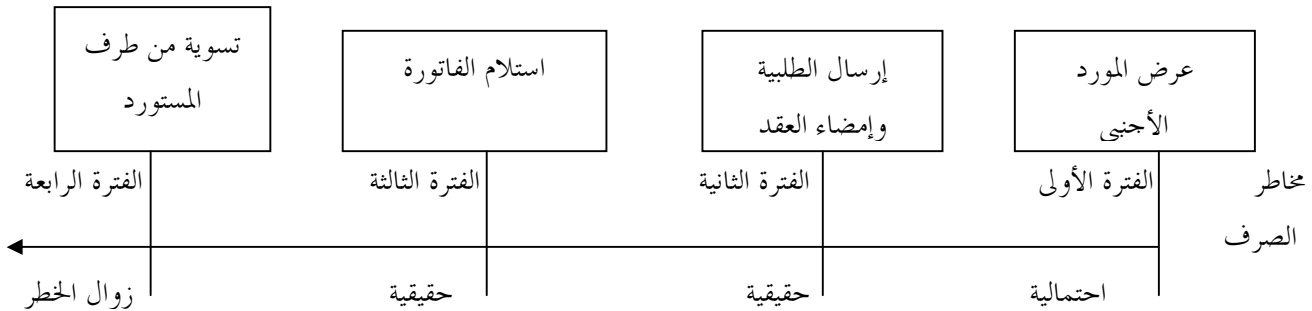 عرض المورد
الأجنبي
إرسال الطلبية
وإمضاء العقد
استلام الفاتورة
تسوية من طرف
المستورد
مخاطر
الصرف
الفترة الأولى
الفترة الثانية
الفترة الثالثة
الفترة الرابعة
احتمالية
حقيقية
حقيقية
زوال الخطر